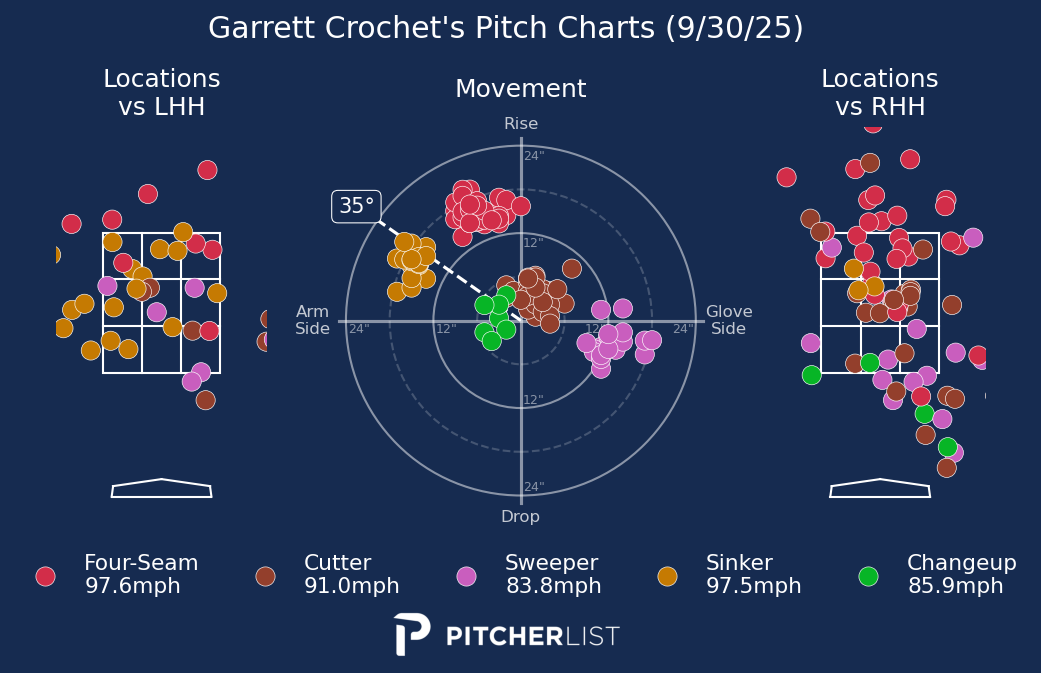 Garrett Crochet's Pitch Charts (9/30/25)
Locations
vs LHH
Movement
Locations
vs RHH
Rise
24"
35°
12"
Arm
Side
24"
12"
12"
24"
Glove
Side
12"
24"
Drop
Four-Seam
97.6mph
Cutter
91.0mph
Sweeper
83.8mph
Sinker
97.5mph
Changeup
85.9mph
PITCHERLIST